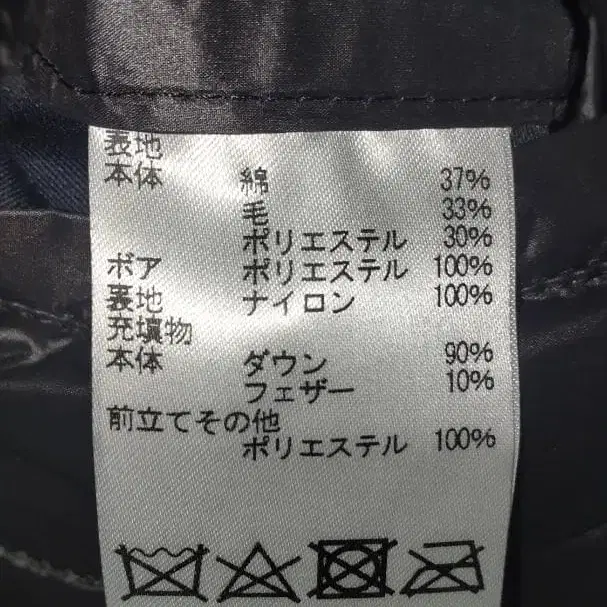 表地
本体 綿 37%
毛 33%
ポリエステル 30%
ボア ポリエステル 100%
表地 ナイロン 100%
充填物
本体 ダウン 90%
フェザー 10%
前立てその他
ポリエステル 100%